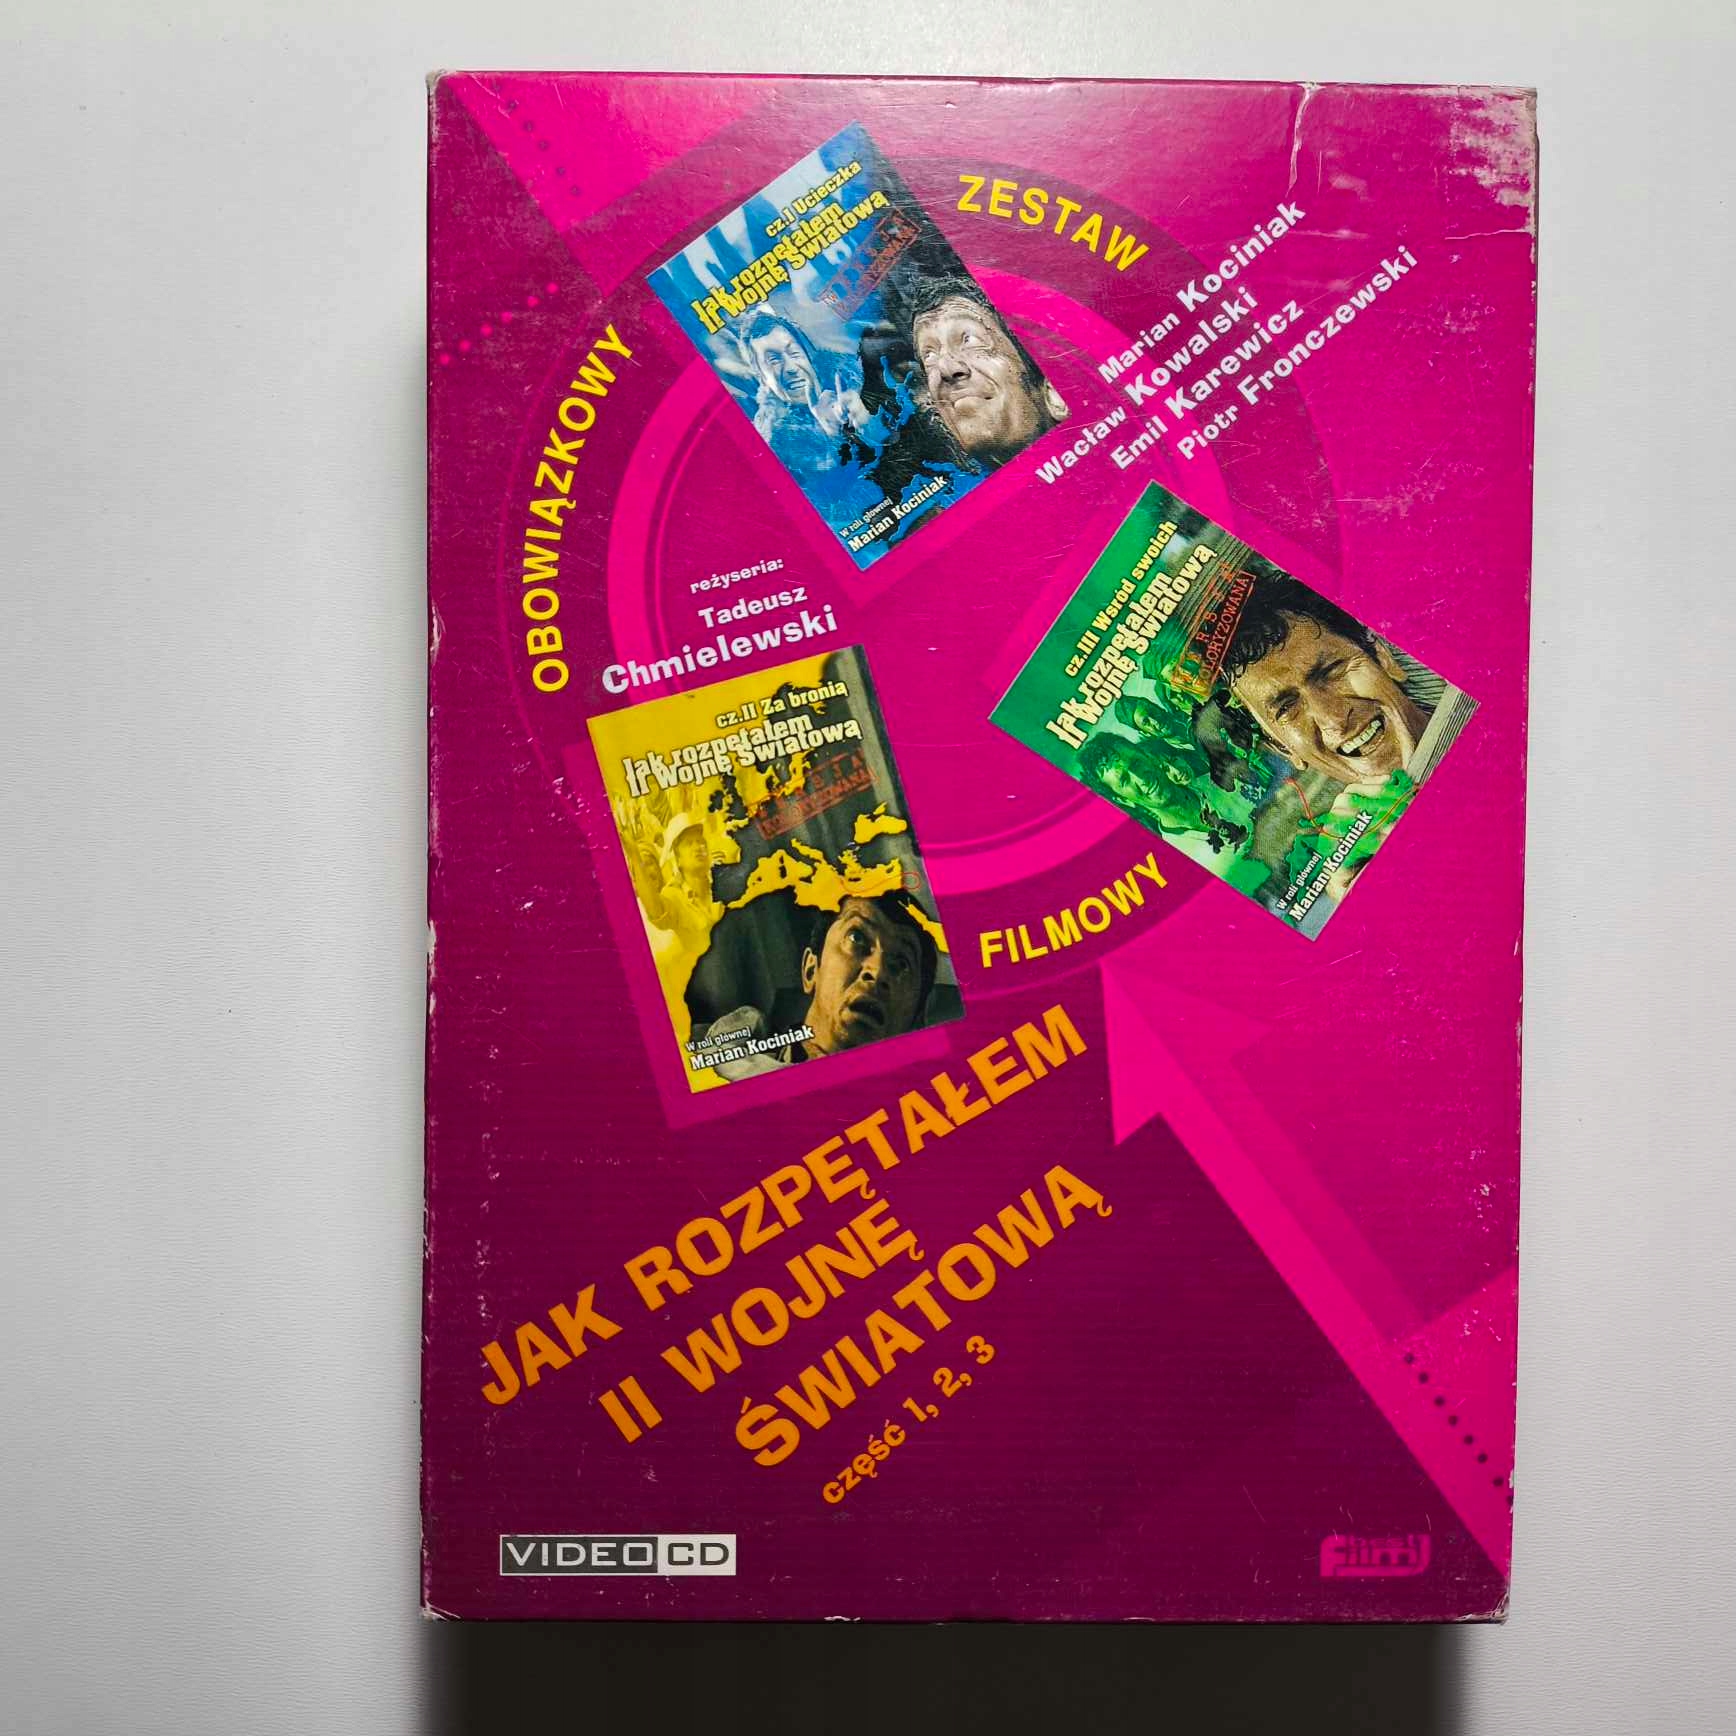 OBOWIĄZKOWY
ZESTAW
FILMOWY
Marian Kociniak
Wacław Kowalski
Emil Karewicz
Piotr Fronczewski
cz.I Ucieczka
Jak rozpętałem
II Wojnę Światową
W roli głównej
Marian Kociniak
reżyseria:
Tadeusz
Chmielewski
cz.II Za bronią
Jak rozpętałem
II Wojnę Światową
W roli głównej
Marian Kociniak
cz.III Wśród swoich
Jak rozpętałem
II Wojnę Światową
WERSJA
KOLORYZOWANA
W roli głównej
Marian Kociniak
JAK ROZPĘTAŁEM
II WOJNĘ
ŚWIATOWĄ
część 1, 2, 3
VIDEO CD